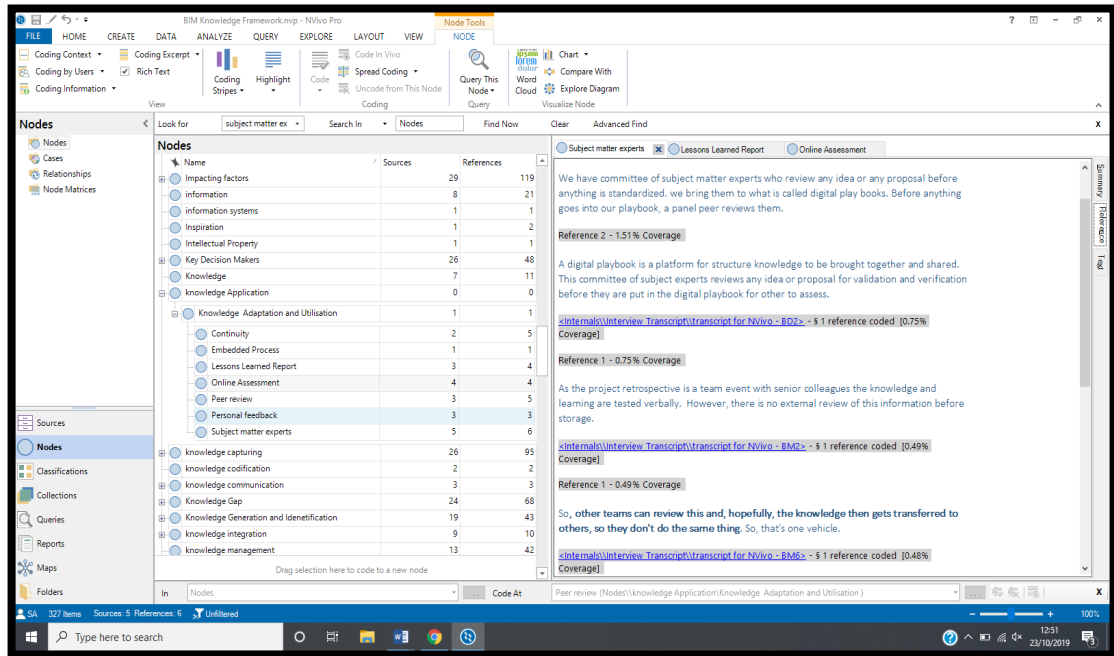 BIM Knowledge Framework.nvp - NVivo Pro
Node Tools
FILE HOME CREATE DATA ANALYZE QUERY EXPLORE LAYOUT VIEW NODE
Coding Context
Coding by Users
Coding Information
Coding Excerpt
Rich Text
View
Coding Stripes
Highlight
Code
Code In Vivo
Spread Coding
Uncode from This Node
Coding
Query This Node
Query
Word Cloud
Chart
Compare With
Explore Diagram
Visualize Node
Nodes
Nodes
Cases
Relationships
Node Matrices
Look for subject matter ex Search In Nodes Find Now Clear Advanced Find X
Nodes
Name Sources References
Impacting factors 29 119
information 8 21
information systems 1 1
Inspiration 1 2
Intellectual Property 1 1
Key Decision Makers 26 48
Knowledge 7 11
knowledge Application 0 0
Knowledge Adaptation and Utilisation 1 1
Continuity 2 5
Embedded Process 1 1
Lessons Learned Report 3 4
Online Assessment 4 4
Peer review 3 5
Personal feedback 3 3
Subject matter experts 5 6
knowledge capturing 26 95
knowledge codification 2 2
knowledge communication 3 3
Knowledge Gap 24 68
Knowledge Generation and Idenetification 19 43
knowledge integration 9 10
knowledge management 13 42
Drag selection here to code to a new node
Subject matter experts Lessons Learned Report Online Assessment
We have committee of subject matter experts who review any idea or any proposal before
anything is standardized. we bring them to what is called digital play books. Before anything
goes into our playbook, a panel peer reviews them.
Reference 2 - 1.51% Coverage
A digital playbook is a platform for structure knowledge to be brought together and shared.
This committee of subject experts reviews any idea or proposal for validation and verification
before they are put in the digital playbook for other to assess.
<Internals\\Interview Transcript\\transcript for NVivo - BD2> - § 1 reference coded [0.75%
Coverage]
Reference 1 - 0.75% Coverage
As the project retrospective is a team event with senior colleagues the knowledge and
learning are tested verbally. However, there is no external review of this information before
storage.
<Internals\\Interview Transcript\\transcript for NVivo - BM2> - § 1 reference coded [0.49%
Coverage]
Reference 1 - 0.49% Coverage
So, other teams can review this and, hopefully, the knowledge then gets transferred to
others, so they don't do the same thing. So, that's one vehicle.
<Internals\\Interview Transcript\\transcript for NVivo - BM6> - § 1 reference coded [0.48%
Coverage]
Summary
Reference
Text
Sources
Nodes
Classifications
Collections
Queries
Reports
Maps
Folders
In Nodes Code At Peer review (Nodes\\knowledge Application\Knowledge Adaptation and Utilisation) X
SA 327 Items Sources: 5 References: 6 Unfiltered 100%
Type here to search
12:51
23/10/2019